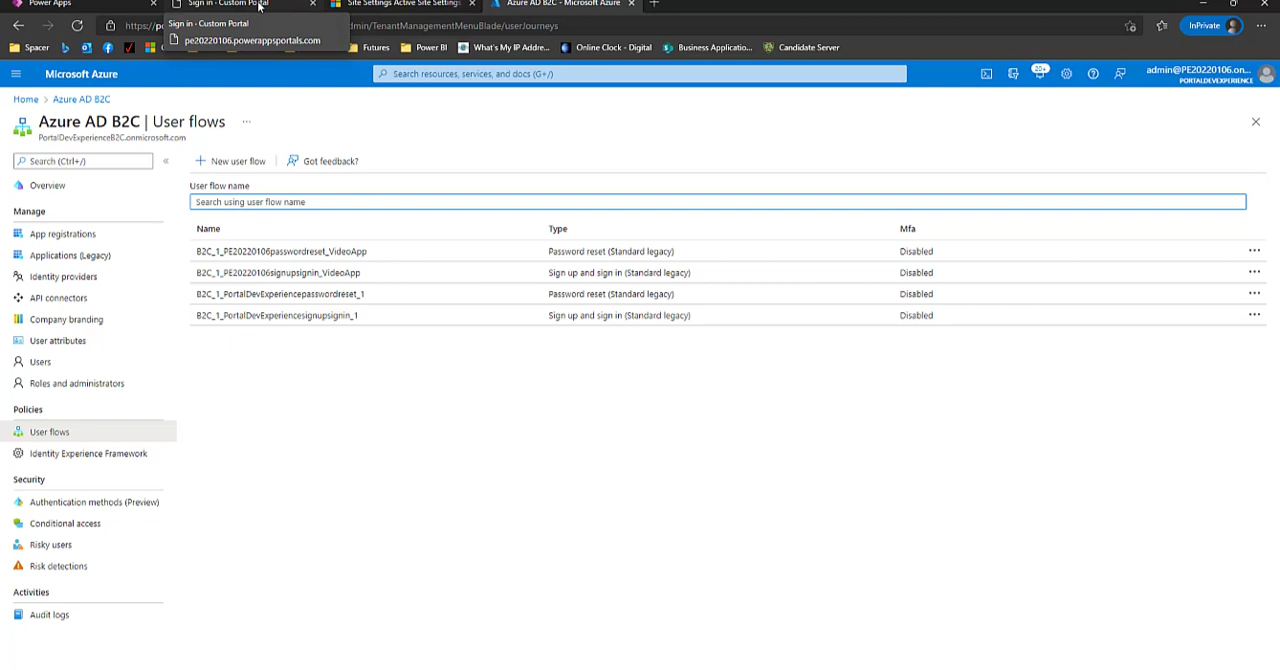 Power Apps
Sign in - Custom Portal
Site Settings Active Site Settings
Azure AD B2C - Microsoft Azure
https://po
dmin/TenantManagementMenuBlade/userJourneys
InPrivate
Sign in - Custom Portal
pe20220106.powerappsportals.com
Spacer
Futures
Power BI
What's My IP Addre...
Online Clock - Digital
Business Applicatio...
Candidate Server
Microsoft Azure
Search resources, services, and docs (G+/)
20+
admin@PE20220106.on...
PORTALDEVEXPERIENCE
Home > Azure AD B2C
Azure AD B2C | User flows ...
PortalDevExperienceB2C.onmicrosoft.com
Search (Ctrl+/)
«
New user flow
Got feedback?
Overview
Manage
App registrations
Applications (Legacy)
Identity providers
API connectors
Company branding
User attributes
Users
Roles and administrators
Policies
User flows
Identity Experience Framework
Security
Authentication methods (Preview)
Conditional access
Risky users
Risk detections
Activities
Audit logs
User flow name
Search using user flow name
Name Type Mfa
B2C_1_PE20220106passwordreset_VideoApp Password reset (Standard legacy) Disabled ...
B2C_1_PE20220106signupsignin_VideoApp Sign up and sign in (Standard legacy) Disabled ...
B2C_1_PortalDevExperiencepasswordreset_1 Password reset (Standard legacy) Disabled ...
B2C_1_PortalDevExperiencesignupsignin_1 Sign up and sign in (Standard legacy) Disabled ...